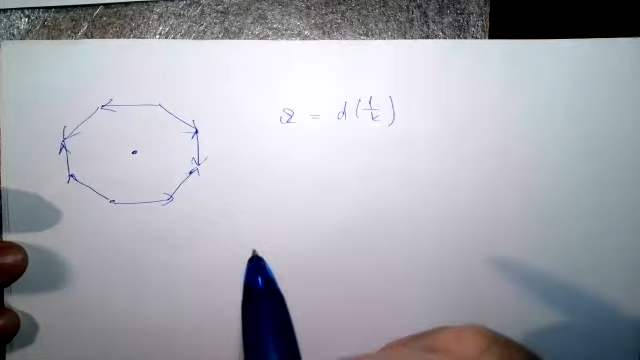 Ω = d(1/k)